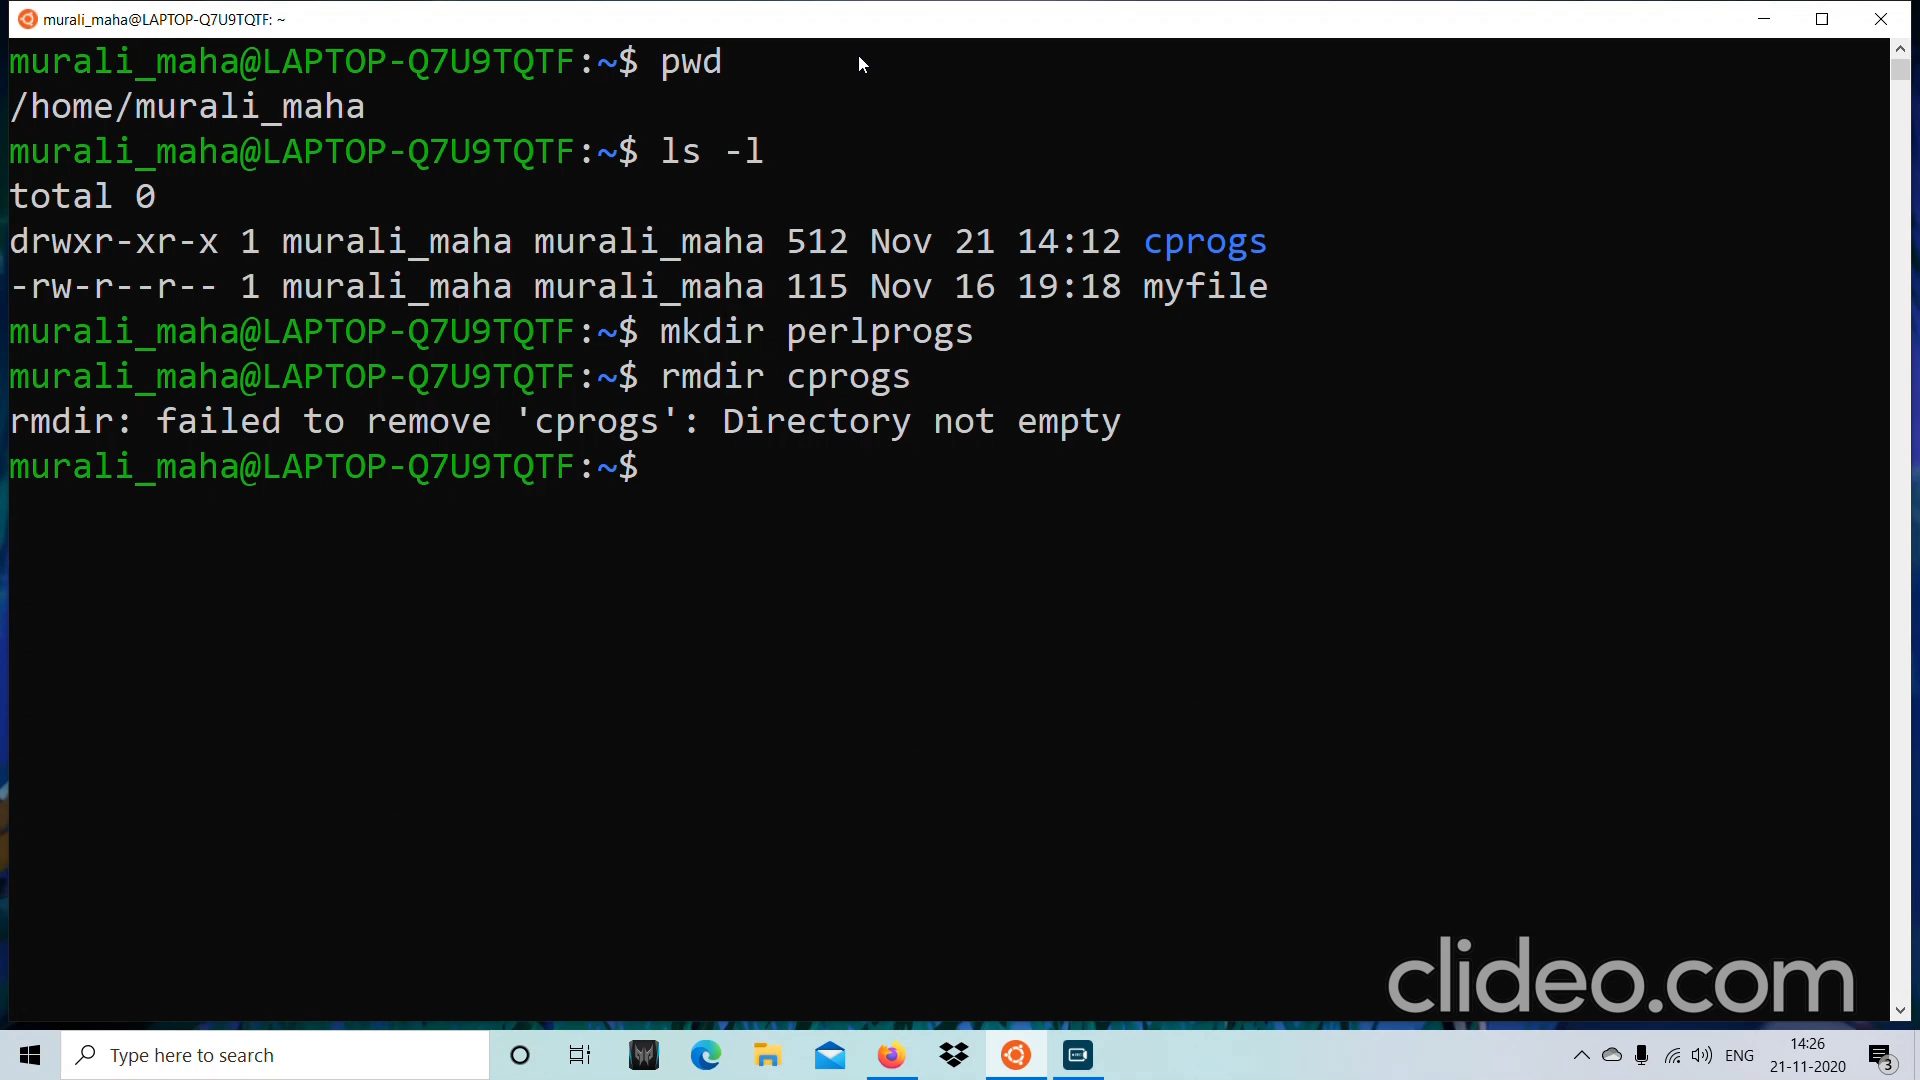 murali_maha@LAPTOP-Q7U9TQTF: ~
murali_maha@LAPTOP-Q7U9TQTF:~$ pwd
/home/murali_maha
murali_maha@LAPTOP-Q7U9TQTF:~$ ls -l
total 0
drwxr-xr-x 1 murali_maha murali_maha 512 Nov 21 14:12 cprogs
-rw-r--r-- 1 murali_maha murali_maha 115 Nov 16 19:18 myfile
murali_maha@LAPTOP-Q7U9TQTF:~$ mkdir perlprogs
murali_maha@LAPTOP-Q7U9TQTF:~$ rmdir cprogs
rmdir: failed to remove 'cprogs': Directory not empty
murali_maha@LAPTOP-Q7U9TQTF:~$
clideo.com
Type here to search
ENG
14:26
21-11-2020
3